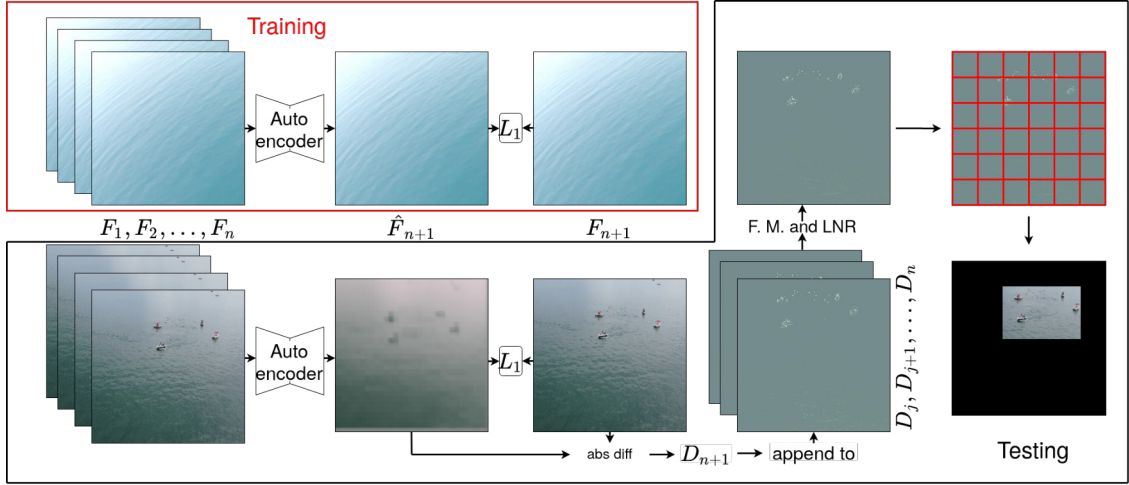 Training
Auto
encoder
L₁
F₁, F₂, . . . , Fₙ
F̂ₙ₊₁
Fₙ₊₁
F. M. and LNR
Auto
encoder
L₁
Dⱼ, Dⱼ₊₁, . . . , Dₙ
abs diff
Dₙ₊₁
append to
Testing